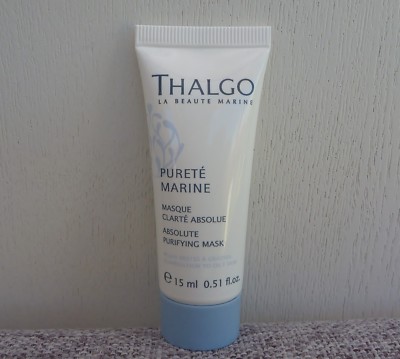 THALGO
LA BEAUTE MARINE
PURETÉ
MARINE
MASQUE
CLARTÉ ABSOLUE
ABSOLUTE
PURIFYING MASK
℮ 15 ml 0.51 fl.oz.